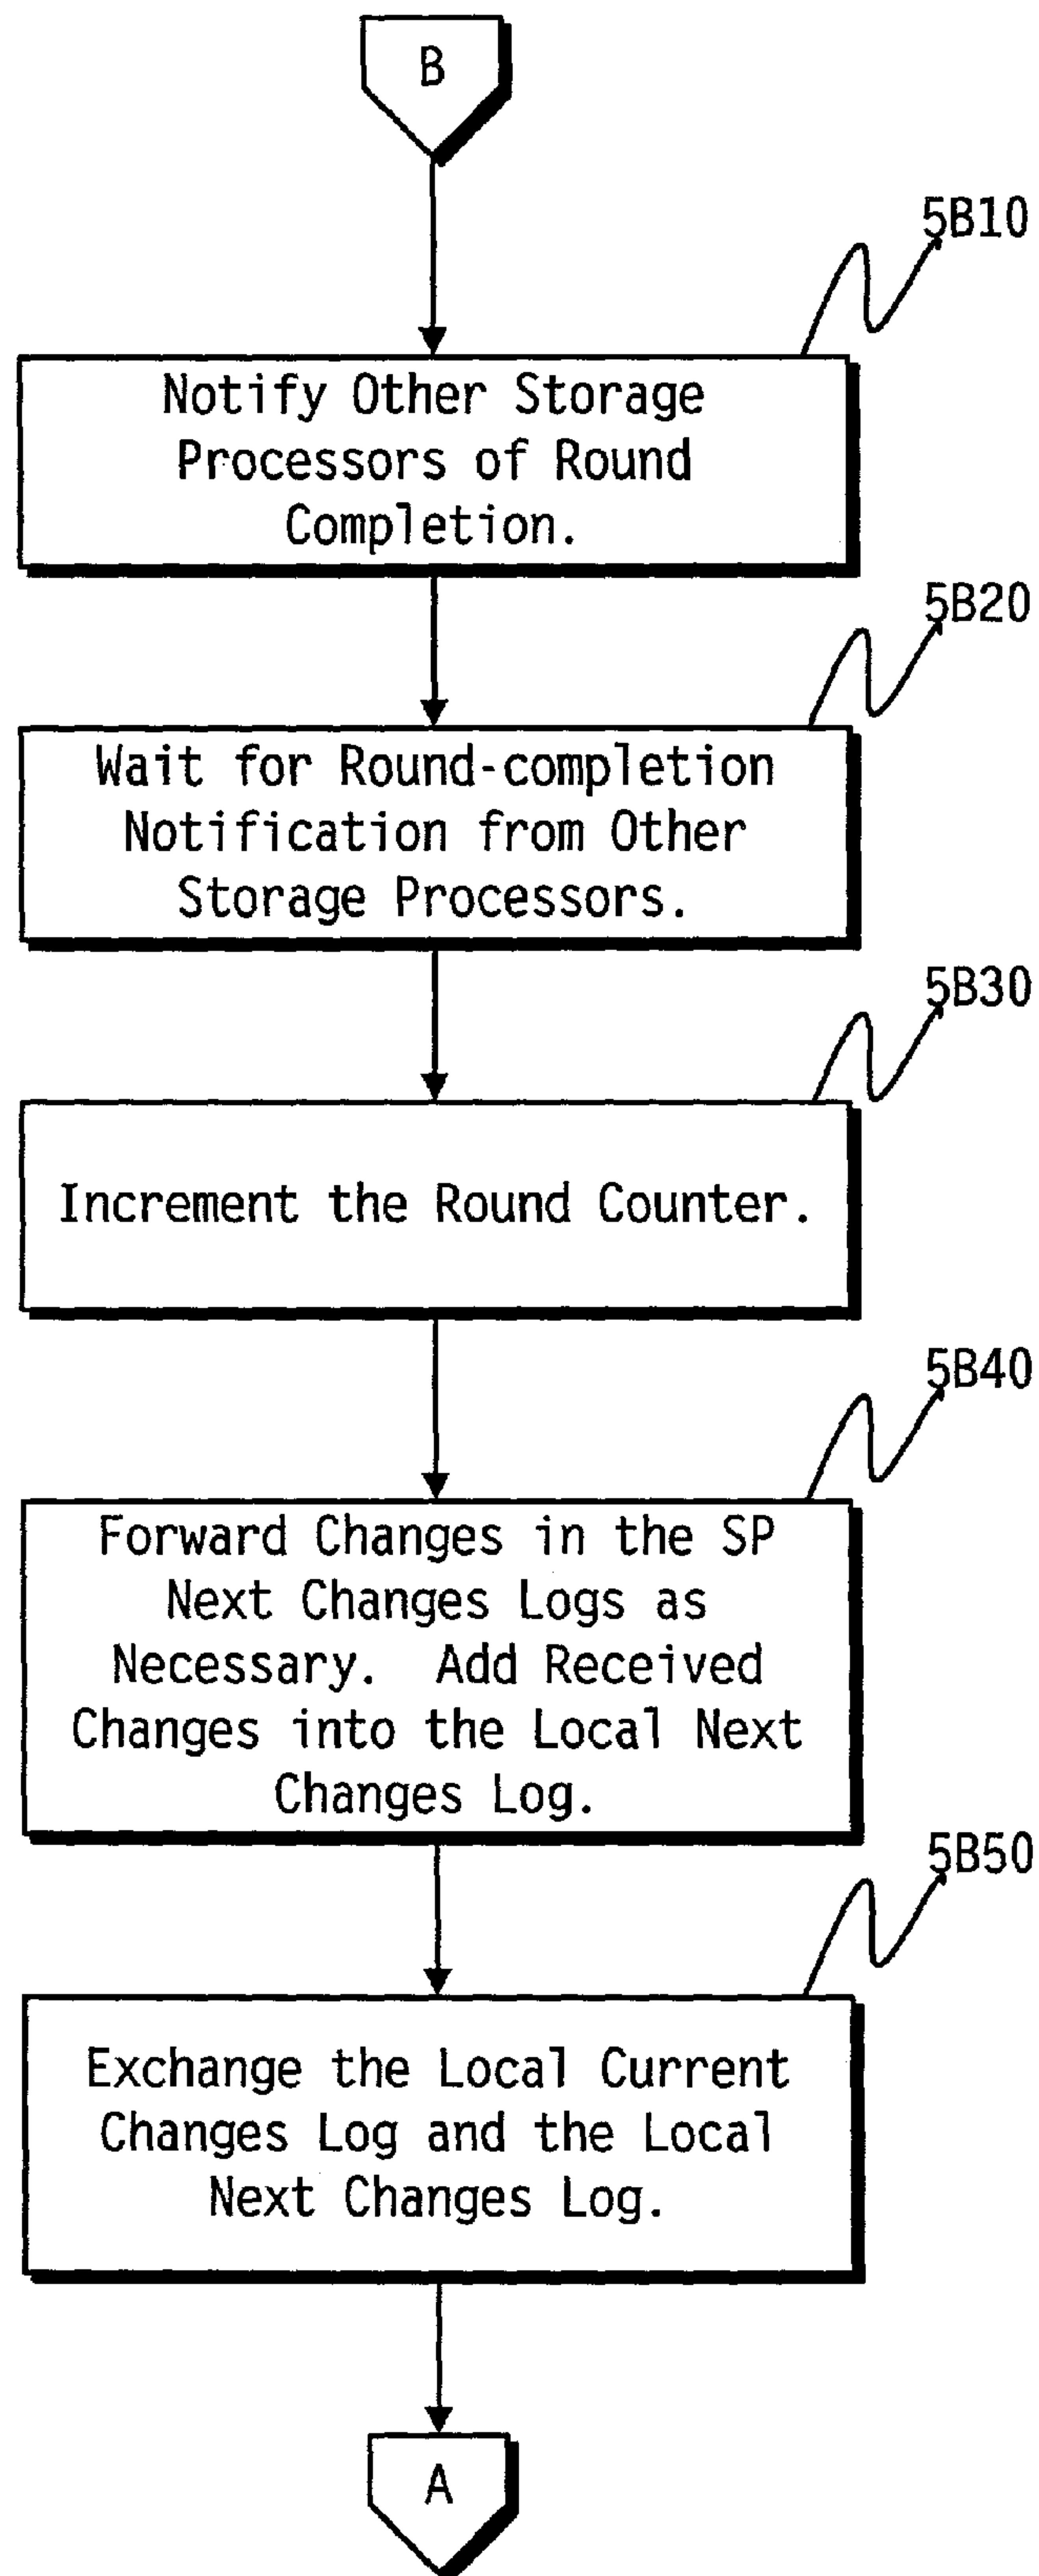 B
5B10
Notify Other Storage
Processors of Round
Completion.
5B20
Wait for Round-completion
Notification from Other
Storage Processors.
5B30
Increment the Round Counter.
5B40
Forward Changes in the SP
Next Changes Logs as
Necessary.  Add Received
Changes into the Local Next
Changes Log.
5B50
Exchange the Local Current
Changes Log and the Local
Next Changes Log.
A